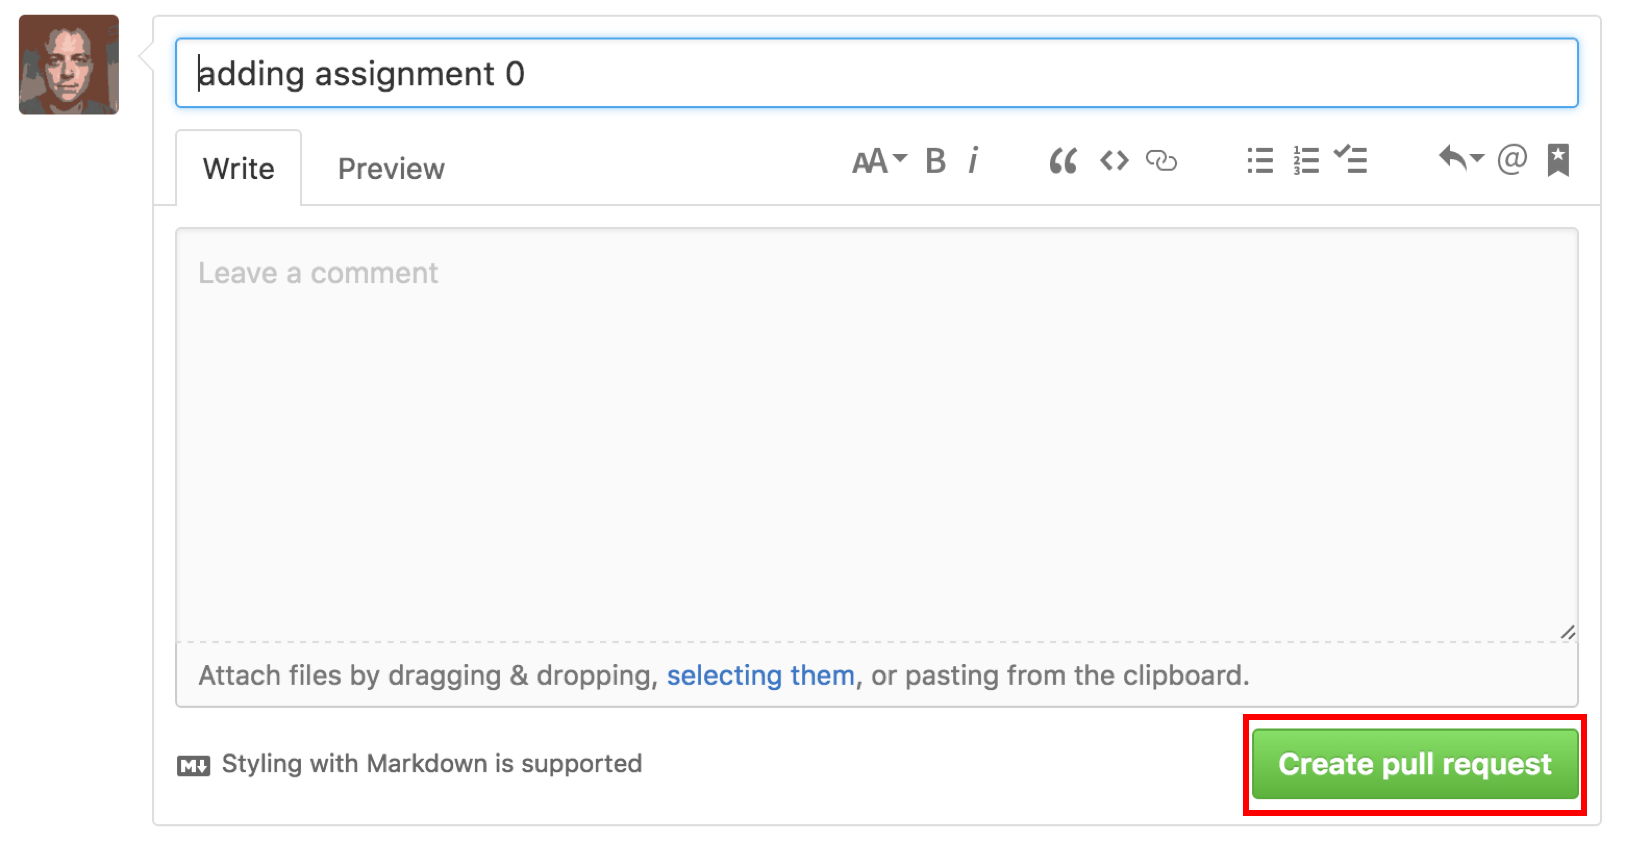 adding assignment 0
Write Preview AA B i
Leave a comment
Attach files by dragging & dropping, selecting them, or pasting from the clipboard.
M Styling with Markdown is supported
Create pull request